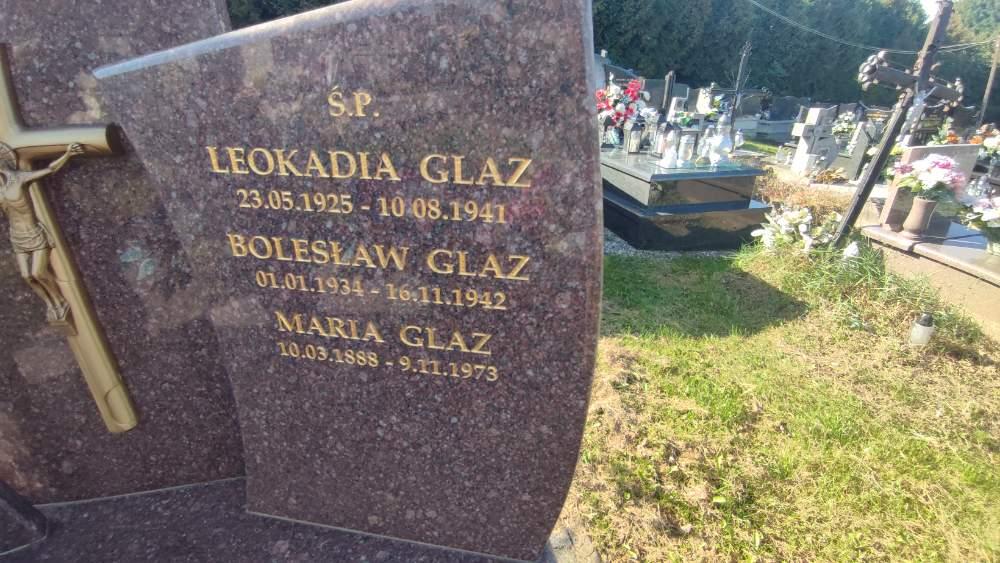 Ś.P.
LEOKADIA GLAZ
23.05.1925 - 10 08.1941
BOLESŁAW GLAZ
01.01.1934 - 16.11.1942
MARIA GLAZ
10.03.1888 - 9.11.1973